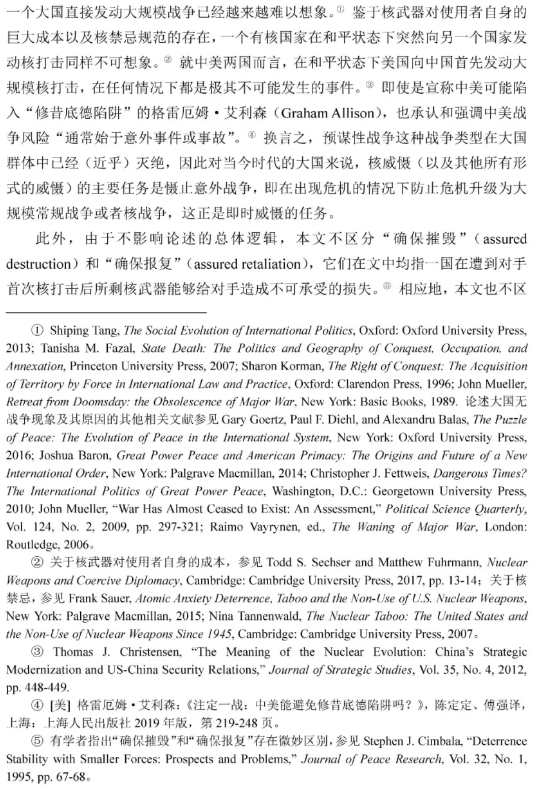 一个大国直接发动大规模战争已经越来越难以想象。① 鉴于核武器对使用者自身的
巨大成本以及核禁忌规范的存在，一个有核国家在和平状态下突然向另一个国家发
动核打击同样不可想象。② 就中美两国而言，在和平状态下美国向中国首先发动大
规模核打击，在任何情况下都是极其不可能发生的事件。③ 即使是宣称中美可能陷
入“修昔底德陷阱”的格雷厄姆·艾利森（Graham Allison），也承认和强调中美战
争风险“通常始于意外事件或事故”。④ 换言之，预谋性战争这种战争类型在大国
群体中已经（近乎）灭绝，因此对当今时代的大国来说，核威慑（以及其他所有形
式的威慑）的主要任务是慑止意外战争，即在出现危机的情况下防止危机升级为大
规模常规战争或者核战争，这正是即时威慑的任务。
此外，由于不影响论述的总体逻辑，本文不区分“确保摧毁”（assured
destruction）和“确保报复”（assured retaliation），它们在文中均指一国在遭到对手
首次核打击后所剩核武器能够给对手造成不可承受的损失。⑤ 相应地，本文也不区
① Shiping Tang, The Social Evolution of International Politics, Oxford: Oxford University Press,
2013; Tanisha M. Fazal, State Death: The Politics and Geography of Conquest, Occupation, and
Annexation, Princeton University Press, 2007; Sharon Korman, The Right of Conquest: The Acquisition
of Territory by Force in International Law and Practice, Oxford: Clarendon Press, 1996; John Mueller,
Retreat from Doomsday: the Obsolescence of Major War, New York: Basic Books, 1989. 论述大国无
战争现象及其原因的其他相关文献参见 Gary Goertz, Paul F. Diehl, and Alexandru Balas, The Puzzle
of Peace: The Evolution of Peace in the International System, New York: Oxford University Press,
2016; Joshua Baron, Great Power Peace and American Primacy: The Origins and Future of a New
International Order, New York: Palgrave Macmillan, 2014; Christopher J. Fettweis, Dangerous Times?
The International Politics of Great Power Peace, Washington, D.C.: Georgetown University Press,
2010; John Mueller, “War Has Almost Ceased to Exist: An Assessment,” Political Science Quarterly,
Vol. 124, No. 2, 2009, pp. 297-321; Raimo Vayrynen, ed., The Waning of Major War, London:
Routledge, 2006。
② 关于核武器对使用者自身的成本，参见 Todd S. Sechser and Matthew Fuhrmann, Nuclear
Weapons and Coercive Diplomacy, Cambridge: Cambridge University Press, 2017, pp. 13-14；关于核
禁忌，参见 Frank Sauer, Atomic Anxiety Deterrence, Taboo and the Non-Use of U.S. Nuclear Weapons,
New York: Palgrave Macmillan, 2015; Nina Tannenwald, The Nuclear Taboo: The United States and
the Non-Use of Nuclear Weapons Since 1945, Cambridge: Cambridge University Press, 2007。
③ Thomas J. Christensen, “The Meaning of the Nuclear Evolution: China’s Strategic
Modernization and US-China Security Relations,” Journal of Strategic Studies, Vol. 35, No. 4, 2012,
pp. 448-449.
④ [美] 格雷厄姆·艾利森：《注定一战：中美能避免修昔底德陷阱吗？》，陈定定、傅强译，
上海：上海人民出版社 2019 年版，第 219-248 页。
⑤ 有学者指出“确保摧毁”和“确保报复”存在微妙区别，参见 Stephen J. Cimbala, “Deterrence
Stability with Smaller Forces: Prospects and Problems,” Journal of Peace Research, Vol. 32, No. 1,
1995, pp. 67-68。